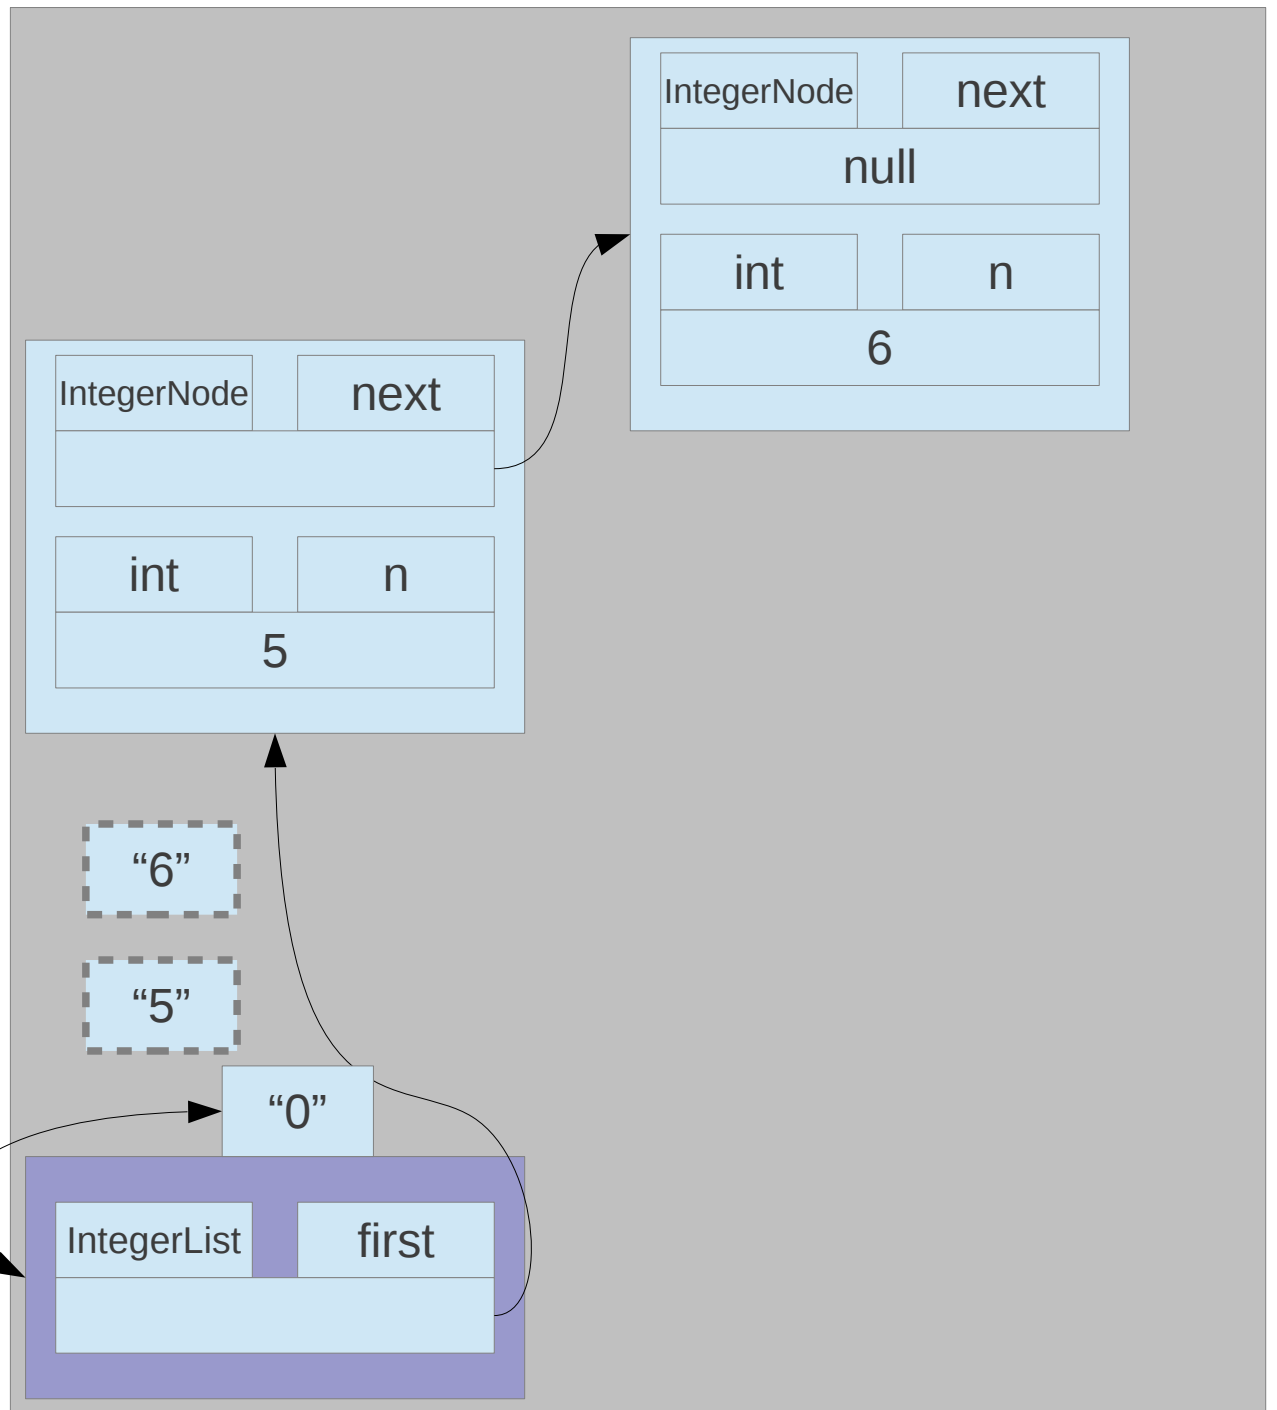 IntegerNode next
null
int n
6
IntegerNode next
int n
5
“6”
“5”
“0”
IntegerList first